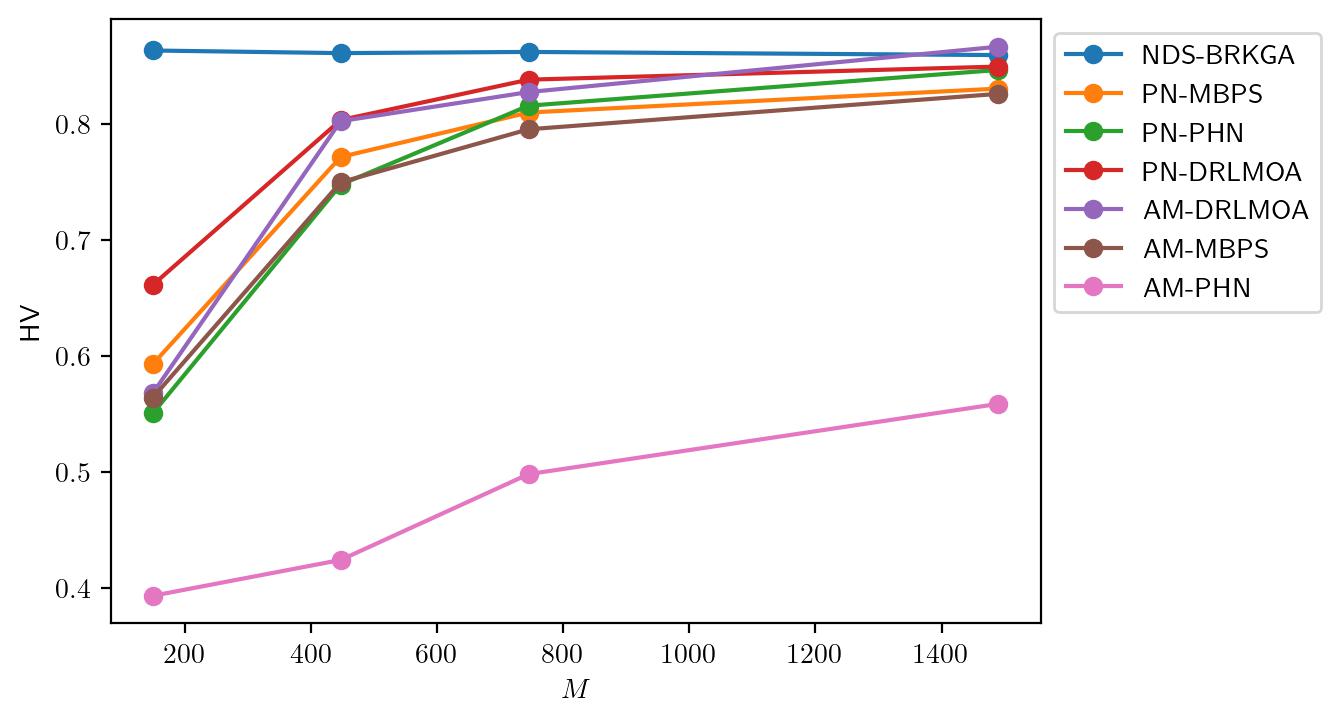 HV
0.8
0.7
0.6
0.5
0.4
200 400 600 800 1000 1200 1400
M
NDS-BRKGA
PN-MBPS
PN-PHN
PN-DRLMOA
AM-DRLMOA
AM-MBPS
AM-PHN